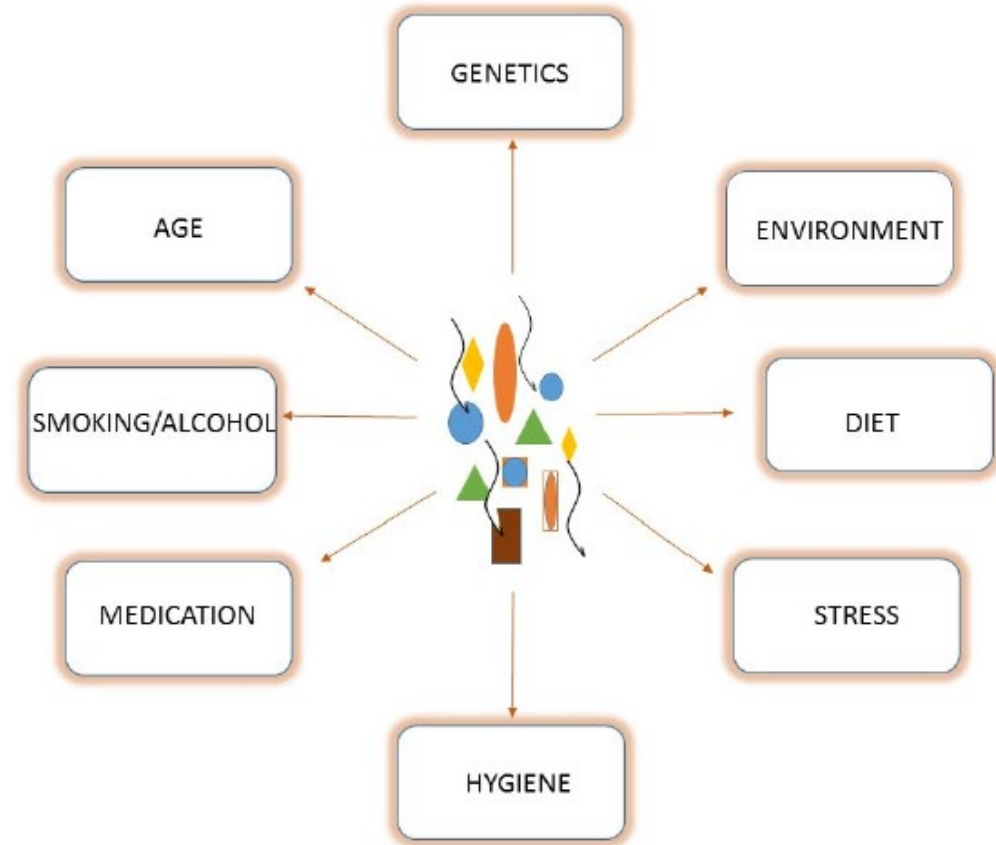 GENETICS
AGE
ENVIRONMENT
SMOKING/ALCOHOL
DIET
MEDICATION
STRESS
HYGIENE